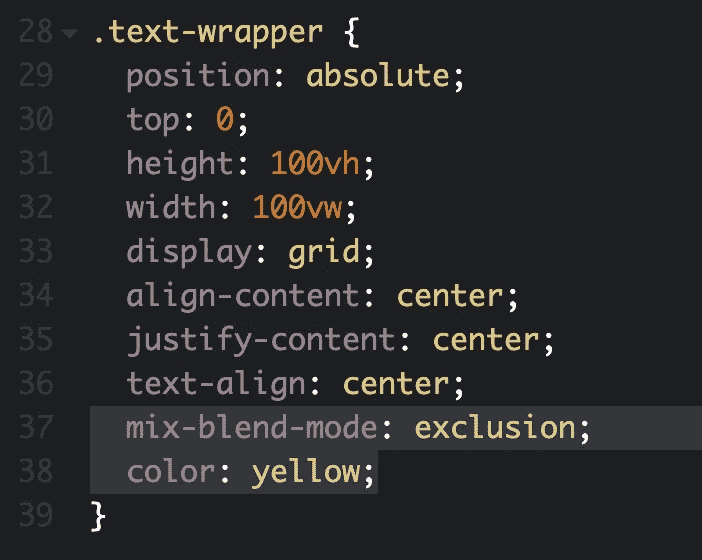 28 .text-wrapper {
29 position: absolute;
30 top: 0;
31 height: 100vh;
32 width: 100vw;
33 display: grid;
34 align-content: center;
35 justify-content: center;
36 text-align: center;
37 mix-blend-mode: exclusion;
38 color: yellow;
39 }